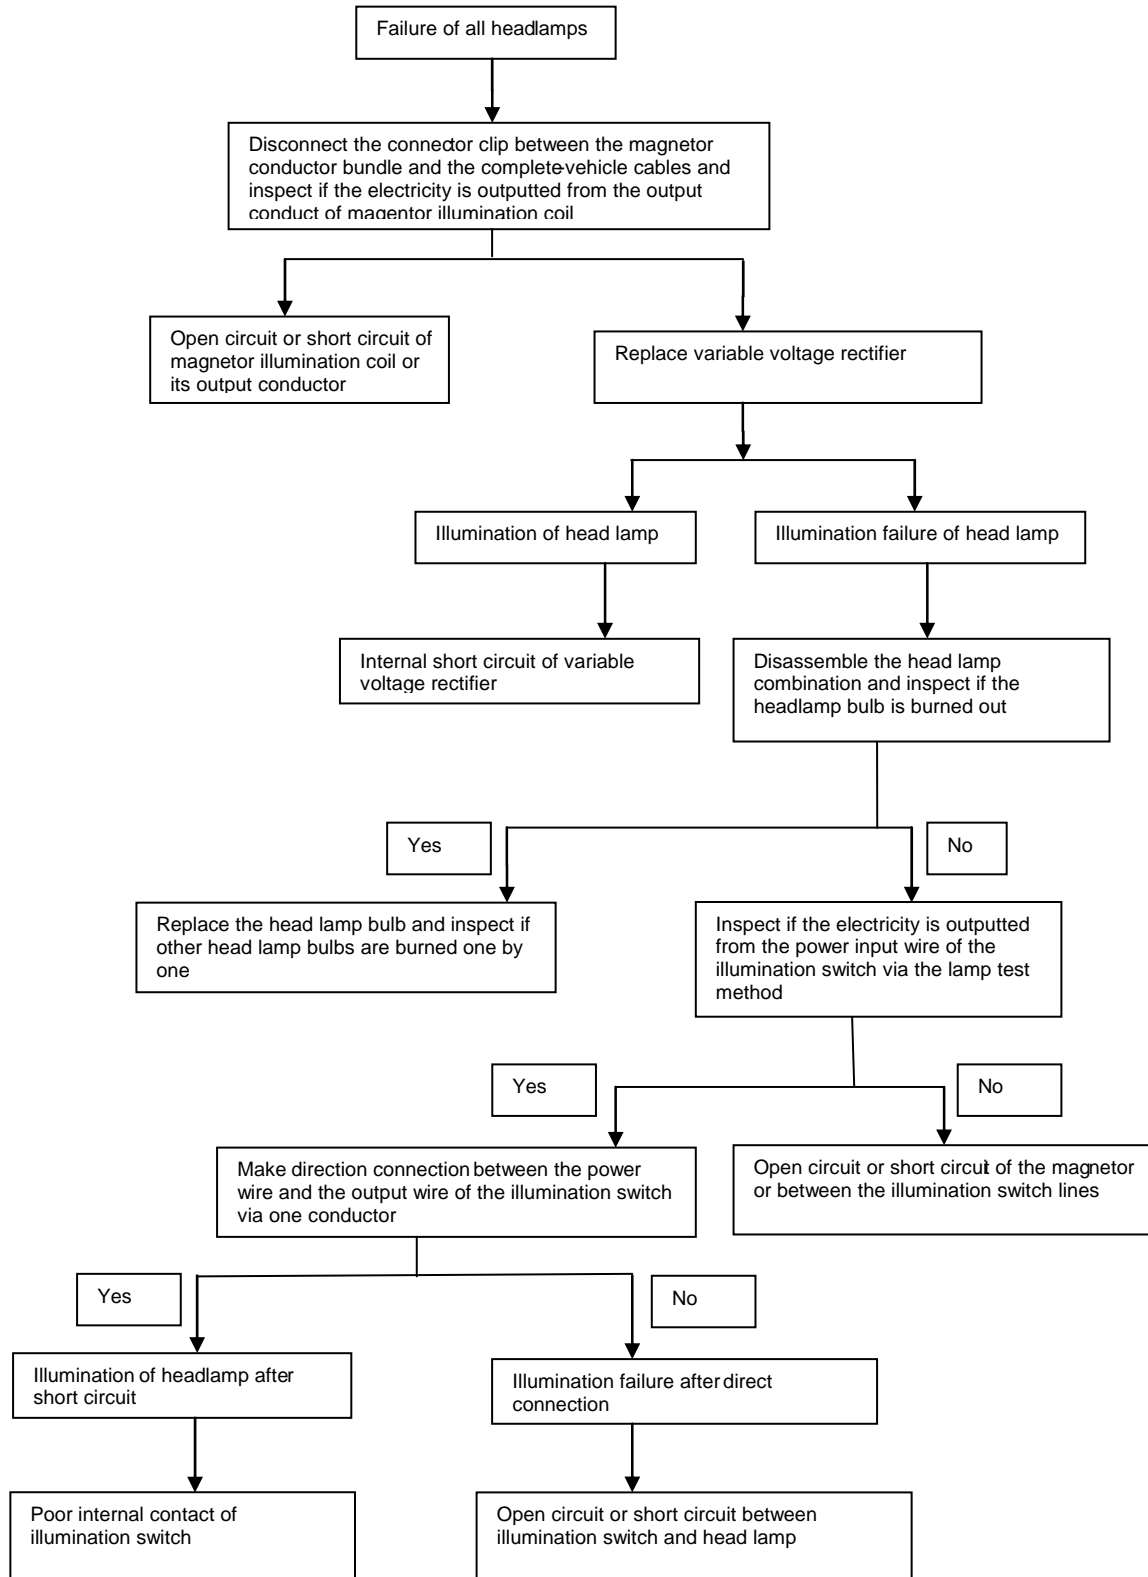 Failure of all headlamps
Disconnect the connector clip between the magnetor
conductor bundle and the complete-vehicle cables and
inspect if the electricity is outputted from the output
conduct of magentor illumination coil
Open circuit or short circuit of
magnetor illumination coil or
its output conductor
Replace variable voltage rectifier
Illumination of head lamp
Illumination failure of head lamp
Internal short circuit of variable
voltage rectifier
Disassemble the head lamp
combination and inspect if the
headlamp bulb is burned out
Yes
No
Replace the head lamp bulb and inspect if
other head lamp bulbs are burned one by
one
Inspect if the electricity is outputted
from the power input wire of the
illumination switch via the lamp test
method
Yes
No
Make direction connection between the power
wire and the output wire of the illumination switch
via one conductor
Open circuit or short circuit of the magnetor
or between the illumination switch lines
Yes
No
Illumination of headlamp after
short circuit
Illumination failure after direct
connection
Poor internal contact of
illumination switch
Open circuit or short circuit between
illumination switch and head lamp